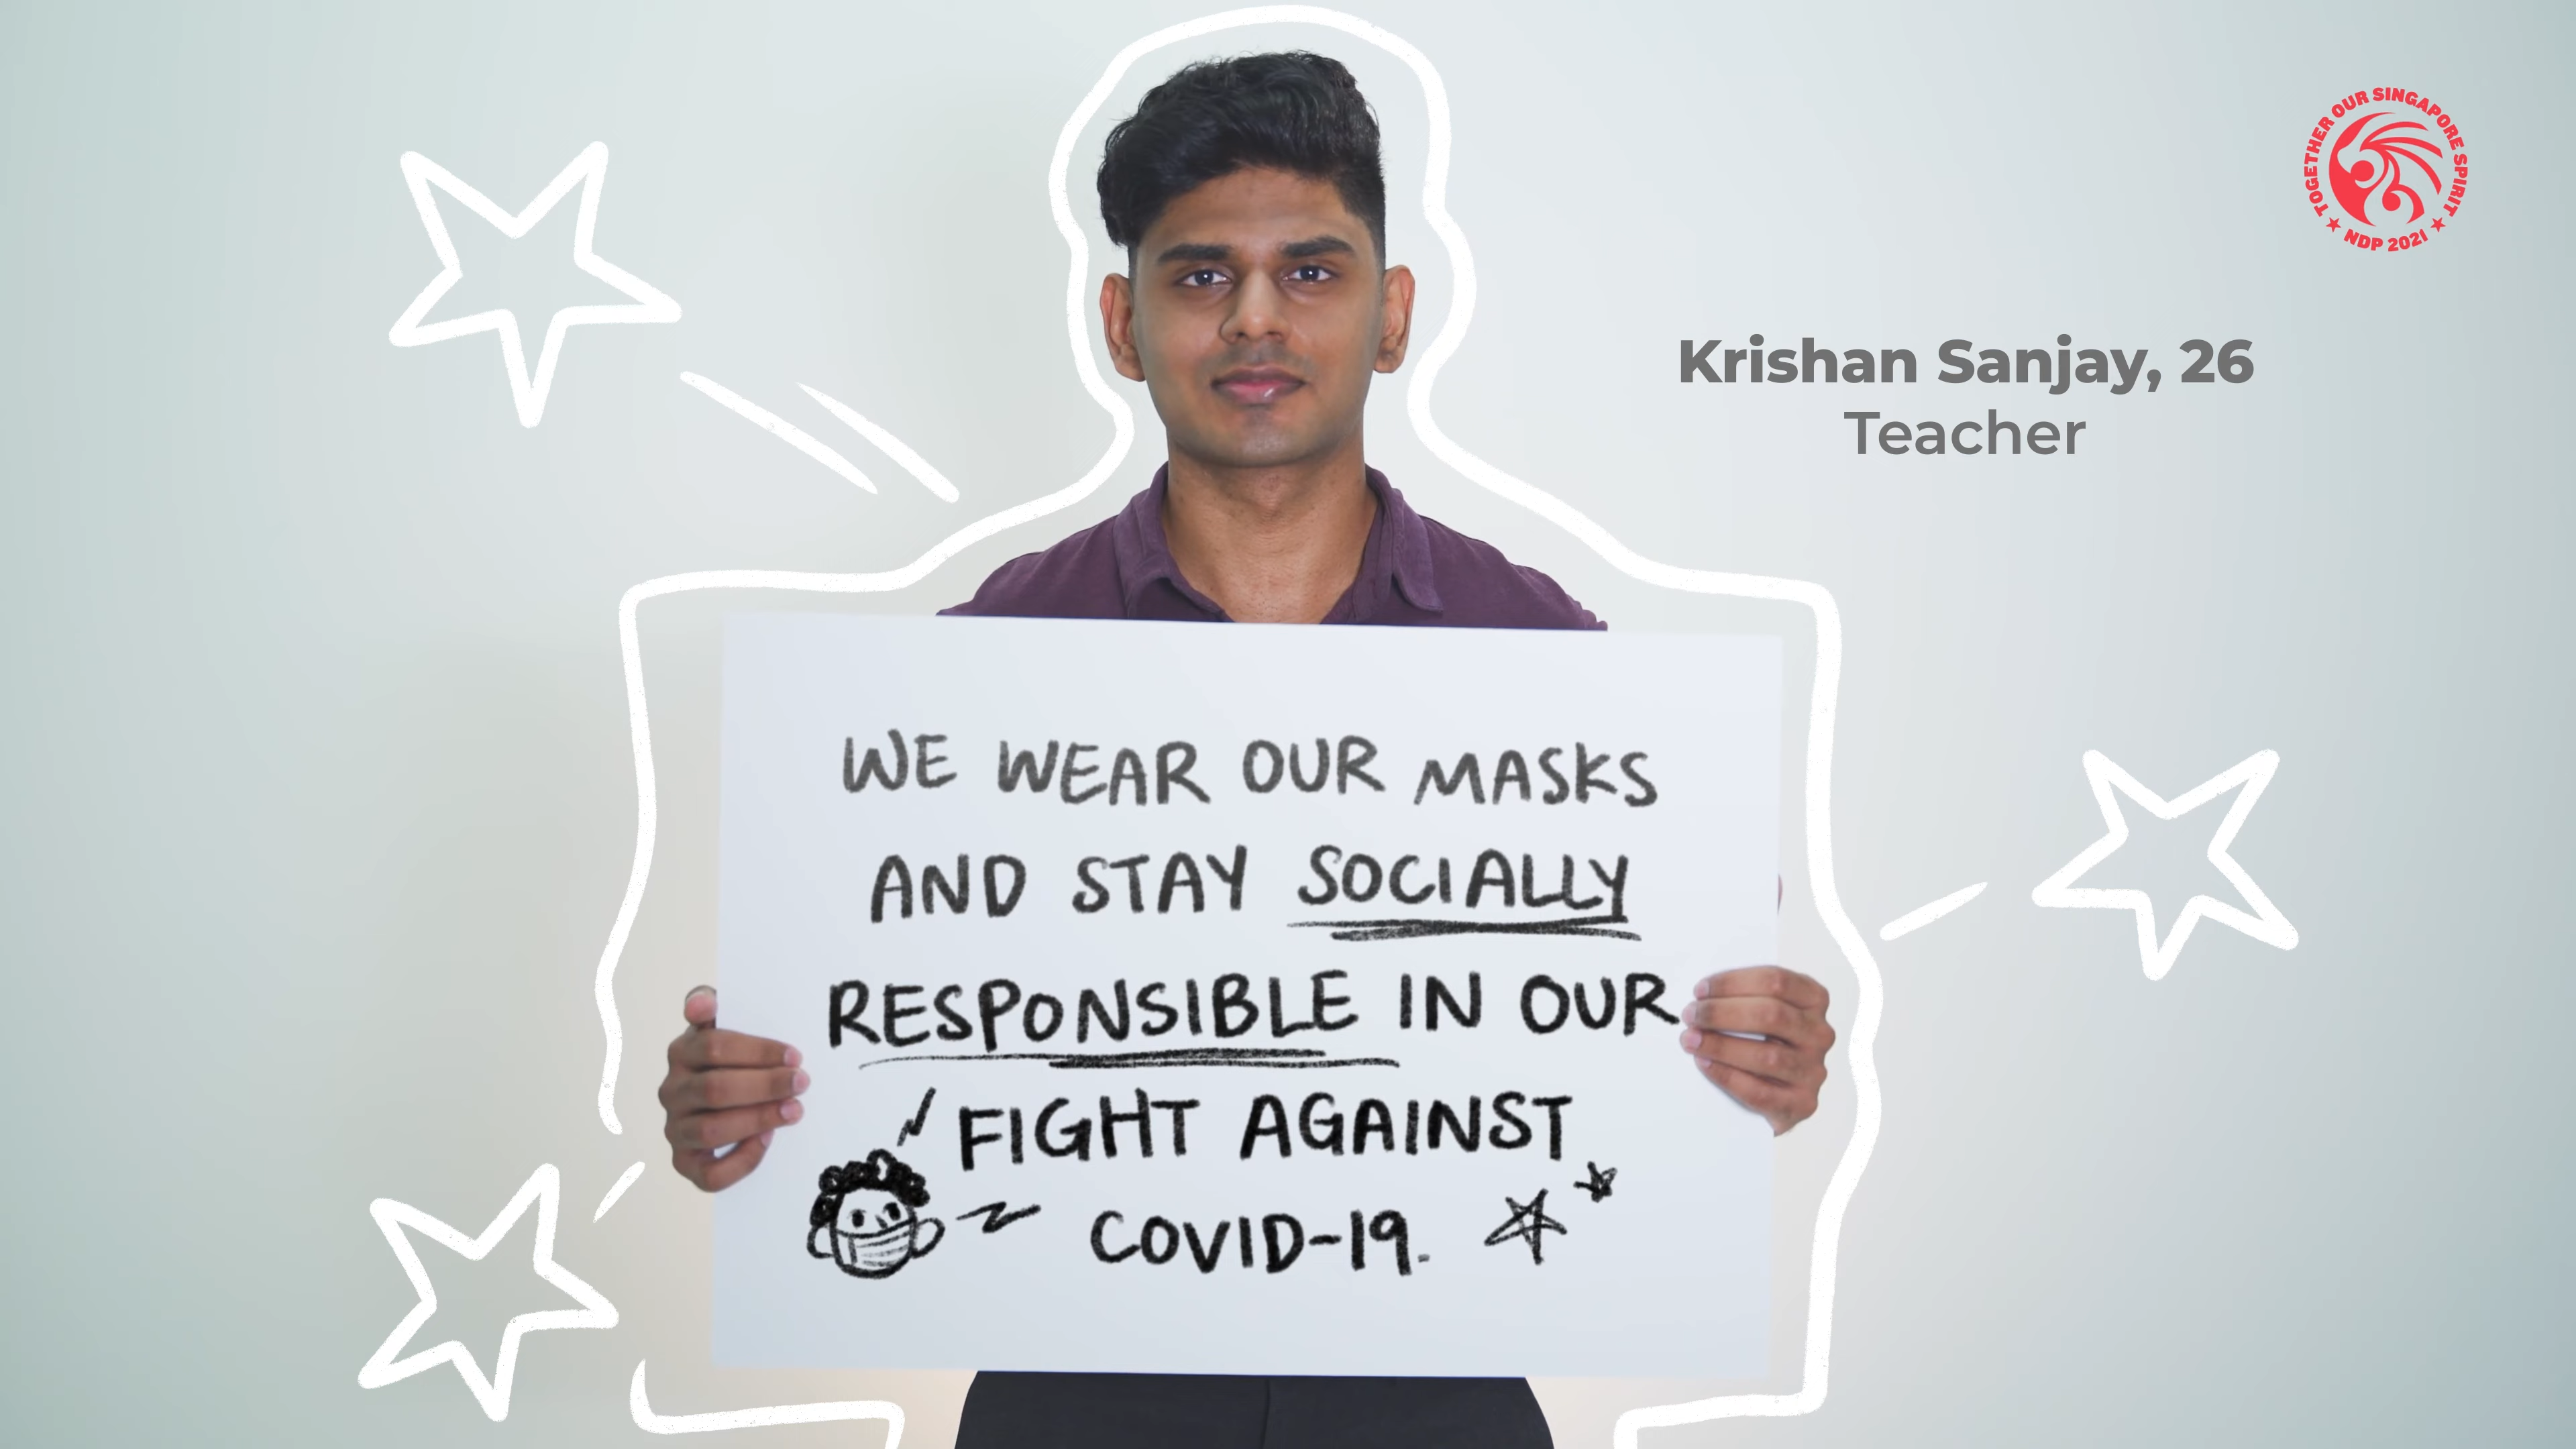 TOGETHER OUR SINGAPORE SPIRIT
NDP 2021
Krishan Sanjay, 26
Teacher
WE WEAR OUR MASKS
AND STAY SOCIALLY
RESPONSIBLE IN OUR
FIGHT AGAINST
COVID-19.